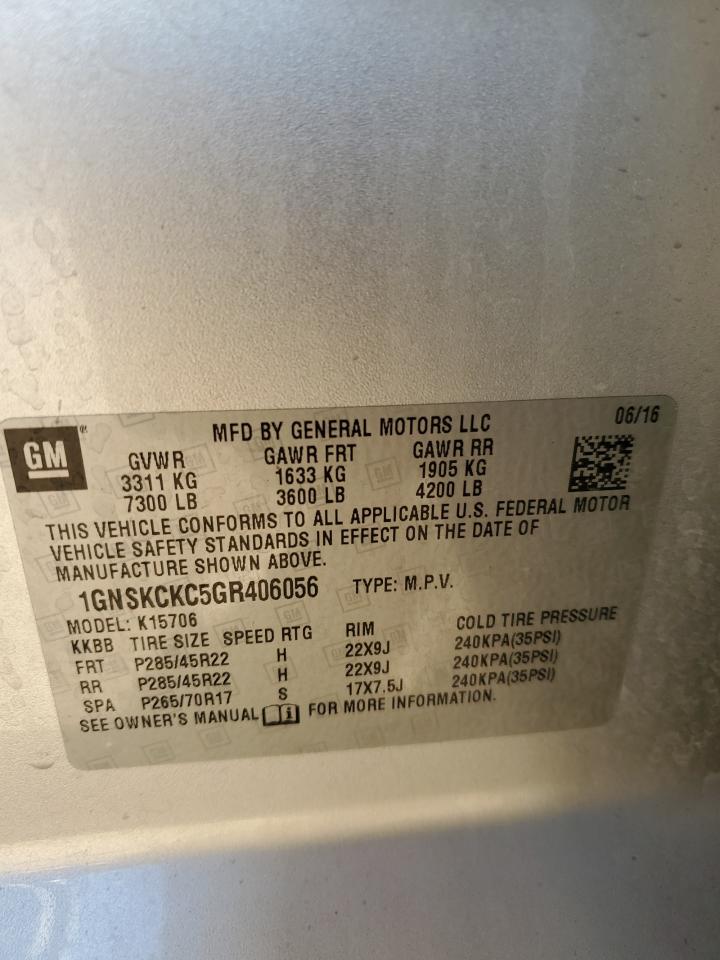 GM®
MFD BY GENERAL MOTORS LLC 06/16
GVWR GAWR FRT GAWR RR
3311 KG 1633 KG 1905 KG
7300 LB 3600 LB 4200 LB
THIS VEHICLE CONFORMS TO ALL APPLICABLE U.S. FEDERAL MOTOR
VEHICLE SAFETY STANDARDS IN EFFECT ON THE DATE OF
MANUFACTURE SHOWN ABOVE.
1GNSKCKC5GR406056 TYPE: M.P.V.
MODEL: K15706
KKBB TIRE SIZE SPEED RTG RIM COLD TIRE PRESSURE
FRT P285/45R22 H 22X9J 240KPA(35PSI)
RR P285/45R22 H 22X9J 240KPA(35PSI)
SPA P265/70R17 S 17X7.5J 240KPA(35PSI)
SEE OWNER'S MANUAL i FOR MORE INFORMATION.